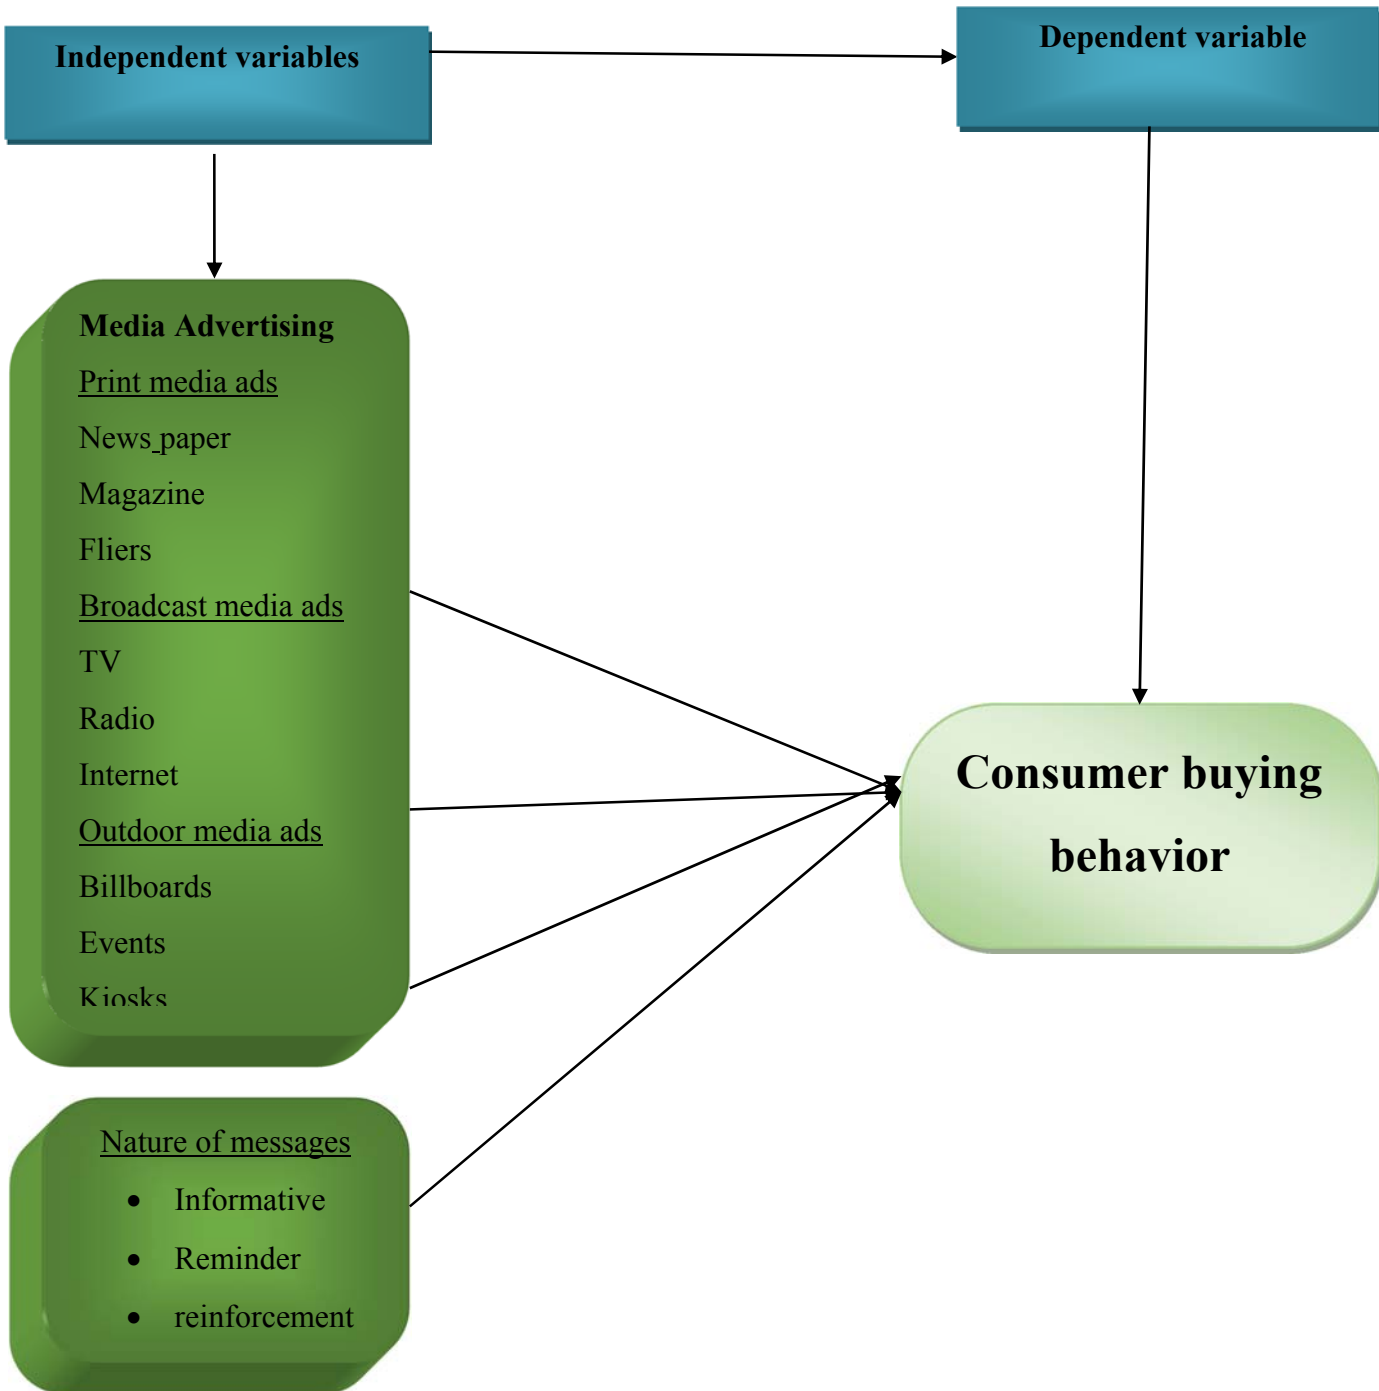 Independent variables
Dependent variable
Media Advertising
Print media ads
News paper
Magazine
Fliers
Broadcast media ads
TV
Radio
Internet
Outdoor media ads
Billboards
Events
Kiosks
Nature of messages
• Informative
• Reminder
• reinforcement
Consumer buying
behavior